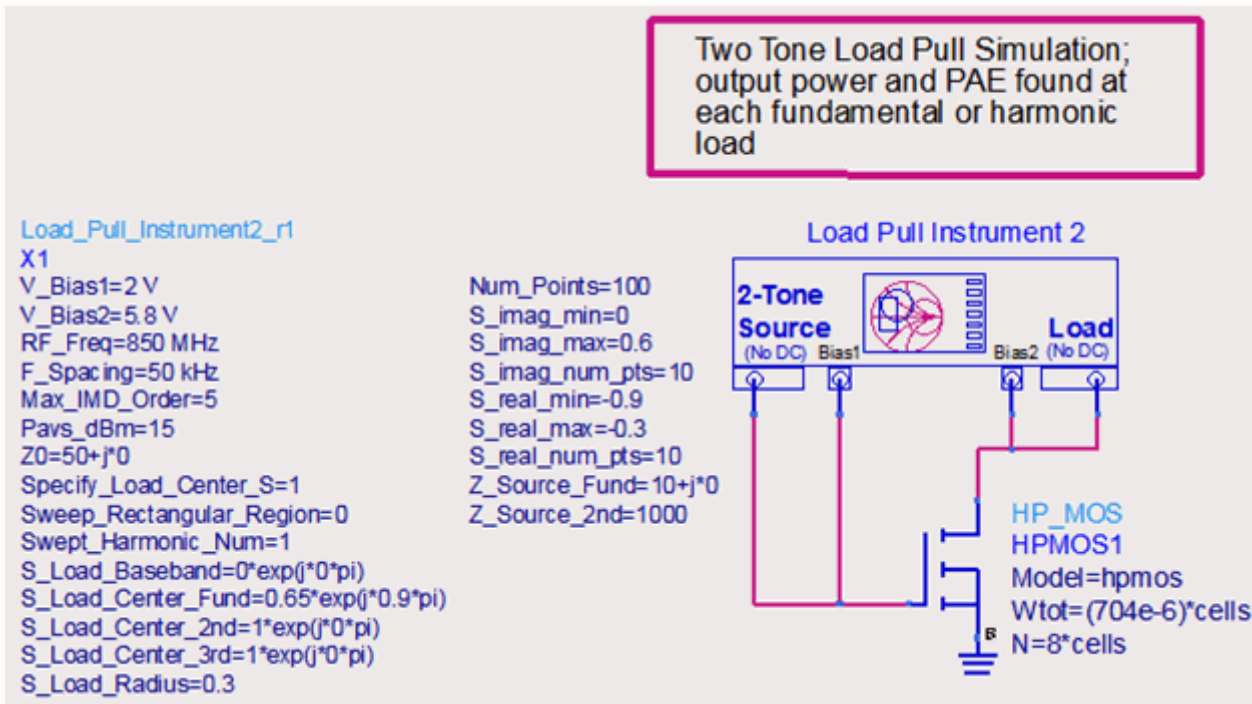 Two Tone Load Pull Simulation;
output power and PAE found at
each fundamental or harmonic
load
Load_Pull_Instrument2_r1
X1
V_Bias1=2 V
V_Bias2=5.8 V
RF_Freq=850 MHz
F_Spacing=50 kHz
Max_IMD_Order=5
Pavs_dBm=15
Z0=50+j*0
Specify_Load_Center_S=1
Sweep_Rectangular_Region=0
Swept_Harmonic_Num=1
S_Load_Baseband=0*exp(j*0*pi)
S_Load_Center_Fund=0.65*exp(j*0.9*pi)
S_Load_Center_2nd=1*exp(j*0*pi)
S_Load_Center_3rd=1*exp(j*0*pi)
S_Load_Radius=0.3
Num_Points=100
S_imag_min=0
S_imag_max=0.6
S_imag_num_pts=10
S_real_min=-0.9
S_real_max=-0.3
S_real_num_pts=10
Z_Source_Fund=10+j*0
Z_Source_2nd=1000
Load Pull Instrument 2
2-Tone
Source
(No DC)
Bias1
Bias2
Load
(No DC)
HP_MOS
HPMOS1
Model=hpmos
Wtot=(704e-6)*cells
N=8*cells
B